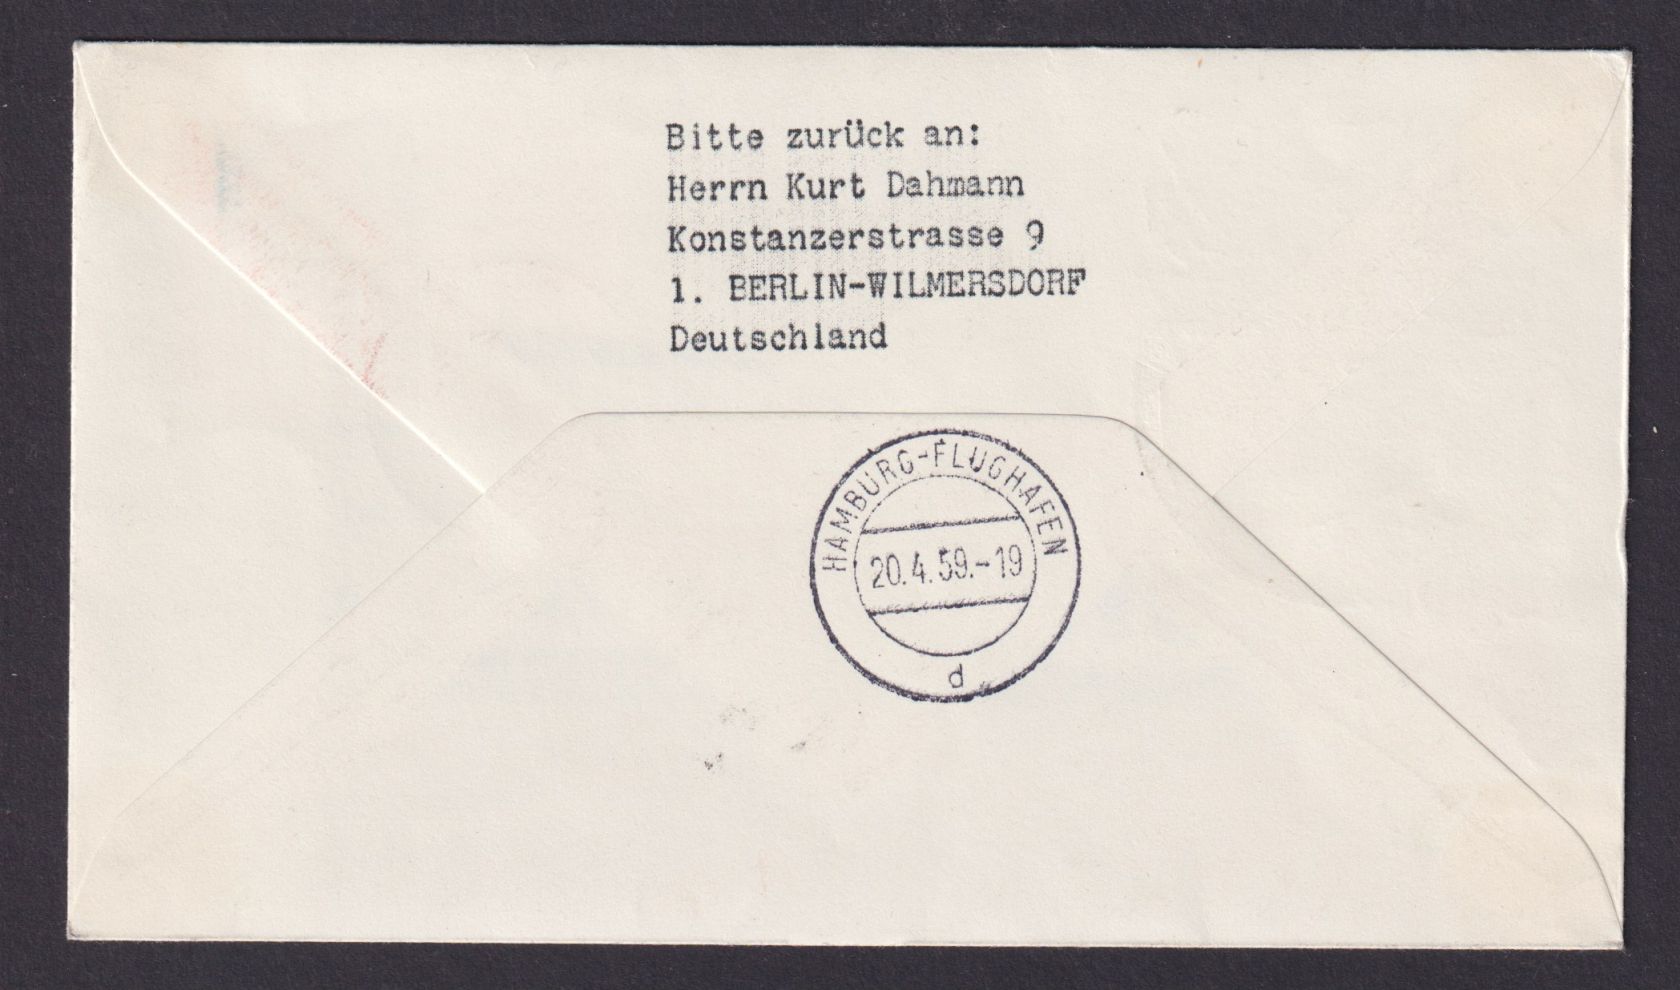 Bitte zurück an:
Herrn Kurt Dahmann
Konstanzerstrasse 9
1. BERLIN-WILMERSDORF
Deutschland
HAMBURG-FLUGHAFEN
20.4.59.-19
d